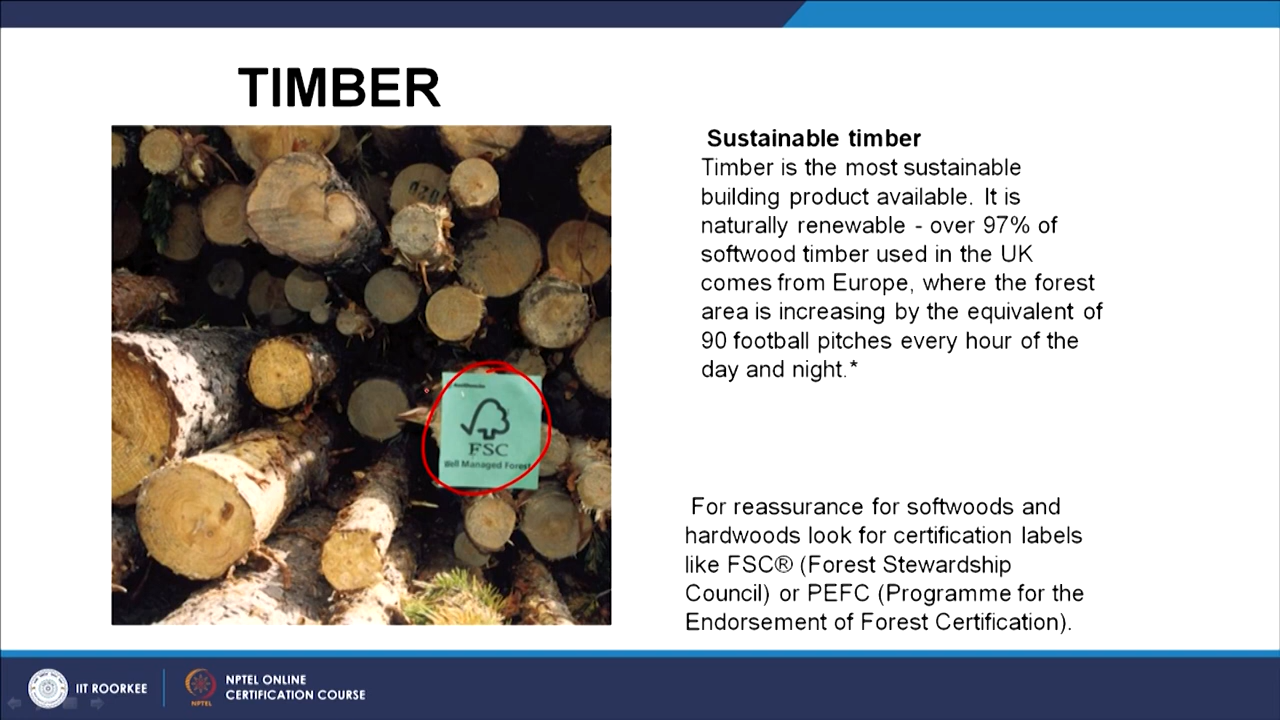 TIMBER
Sustainable timber
Timber is the most sustainable
building product available. It is
naturally renewable - over 97% of
softwood timber used in the UK
comes from Europe, where the forest
area is increasing by the equivalent of
90 football pitches every hour of the
day and night.*
FSC
Well Managed Forest
For reassurance for softwoods and
hardwoods look for certification labels
like FSC® (Forest Stewardship
Council) or PEFC (Programme for the
Endorsement of Forest Certification).
IIT ROORKEE
NPTEL
NPTEL ONLINE
CERTIFICATION COURSE